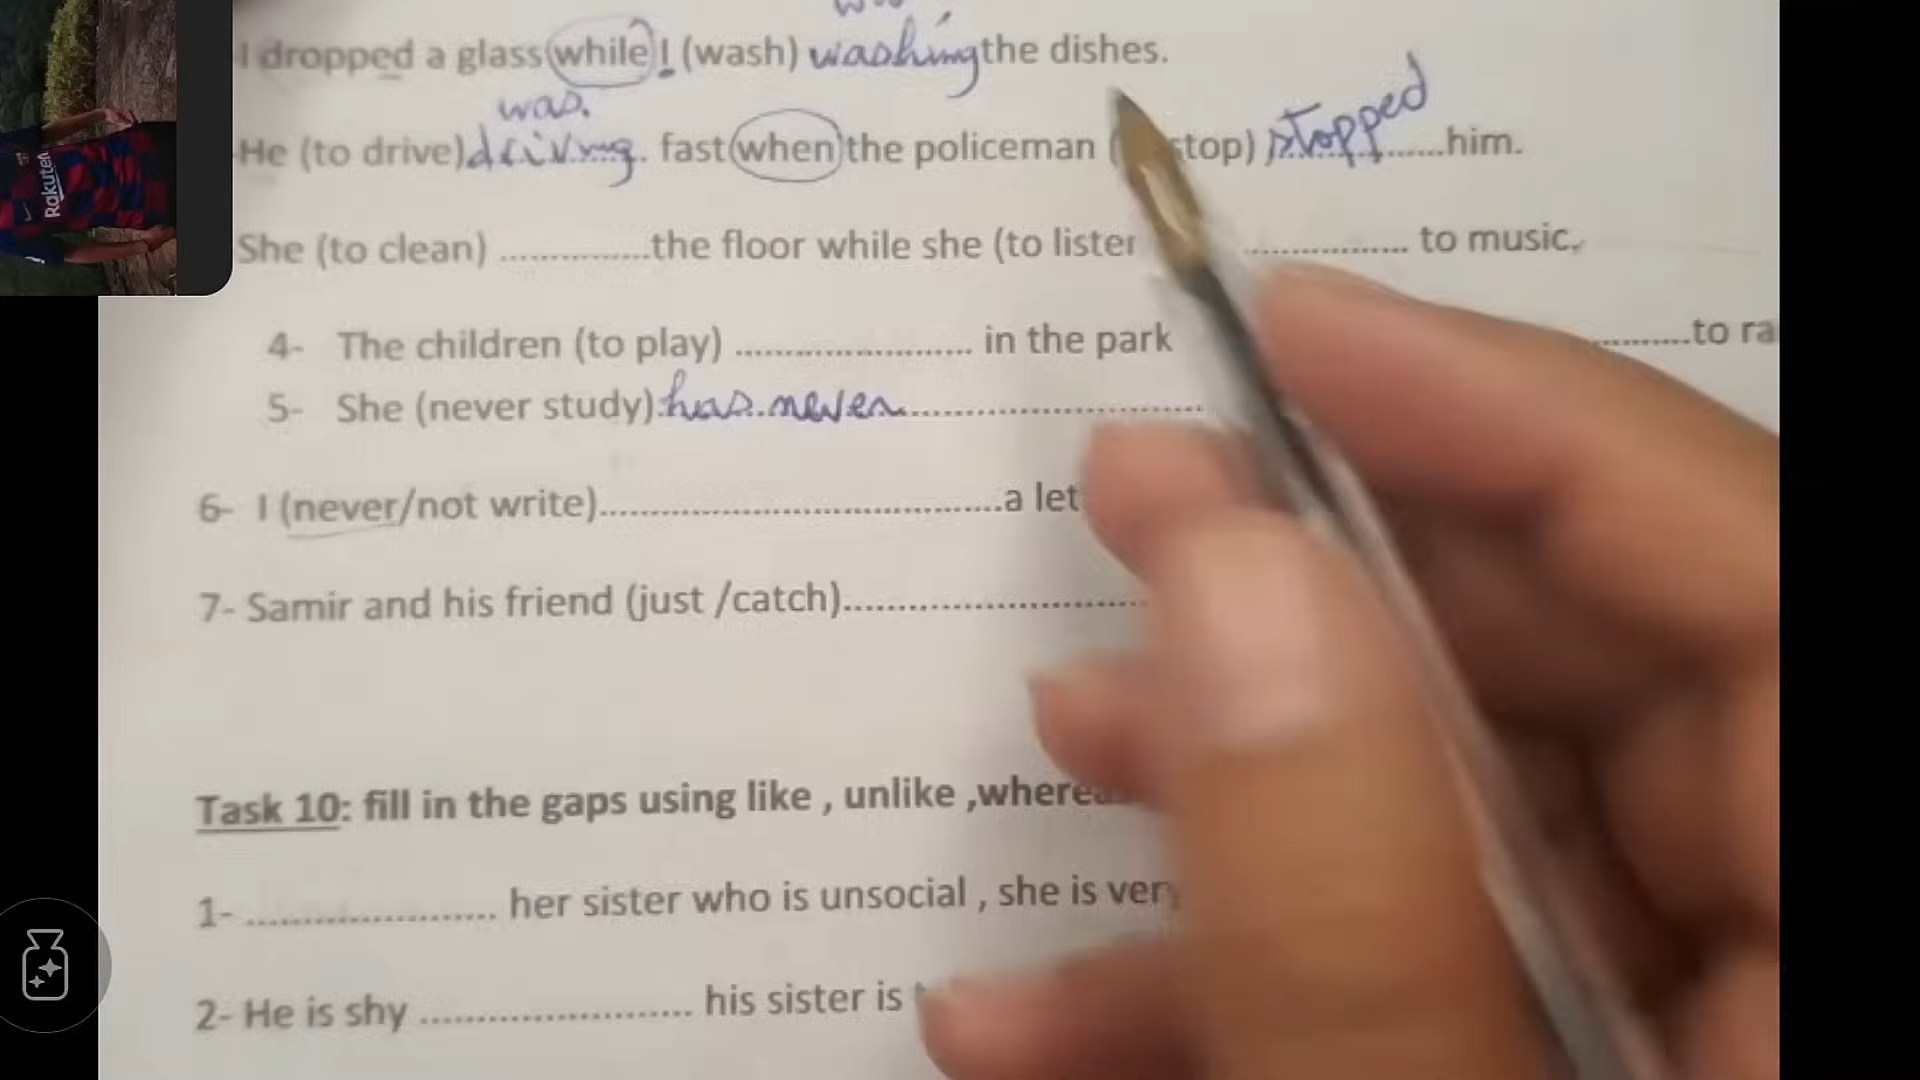 I dropped a glass while I (wash) washing the dishes.
was.
He (to drive) driving. fast when the policeman stop) stopped him.
She (to clean) ..............the floor while she (to listen .............. to music.
4- The children (to play) ...................... in the park ..........to ra
5- She (never study).has never............................
6- I (never/not write)......................................a let
7- Samir and his friend (just /catch)............................
Task 10: fill in the gaps using like , unlike ,whereas
1- ....................... her sister who is unsocial , she is very
2- He is shy ......................... his sister is
Rakuten